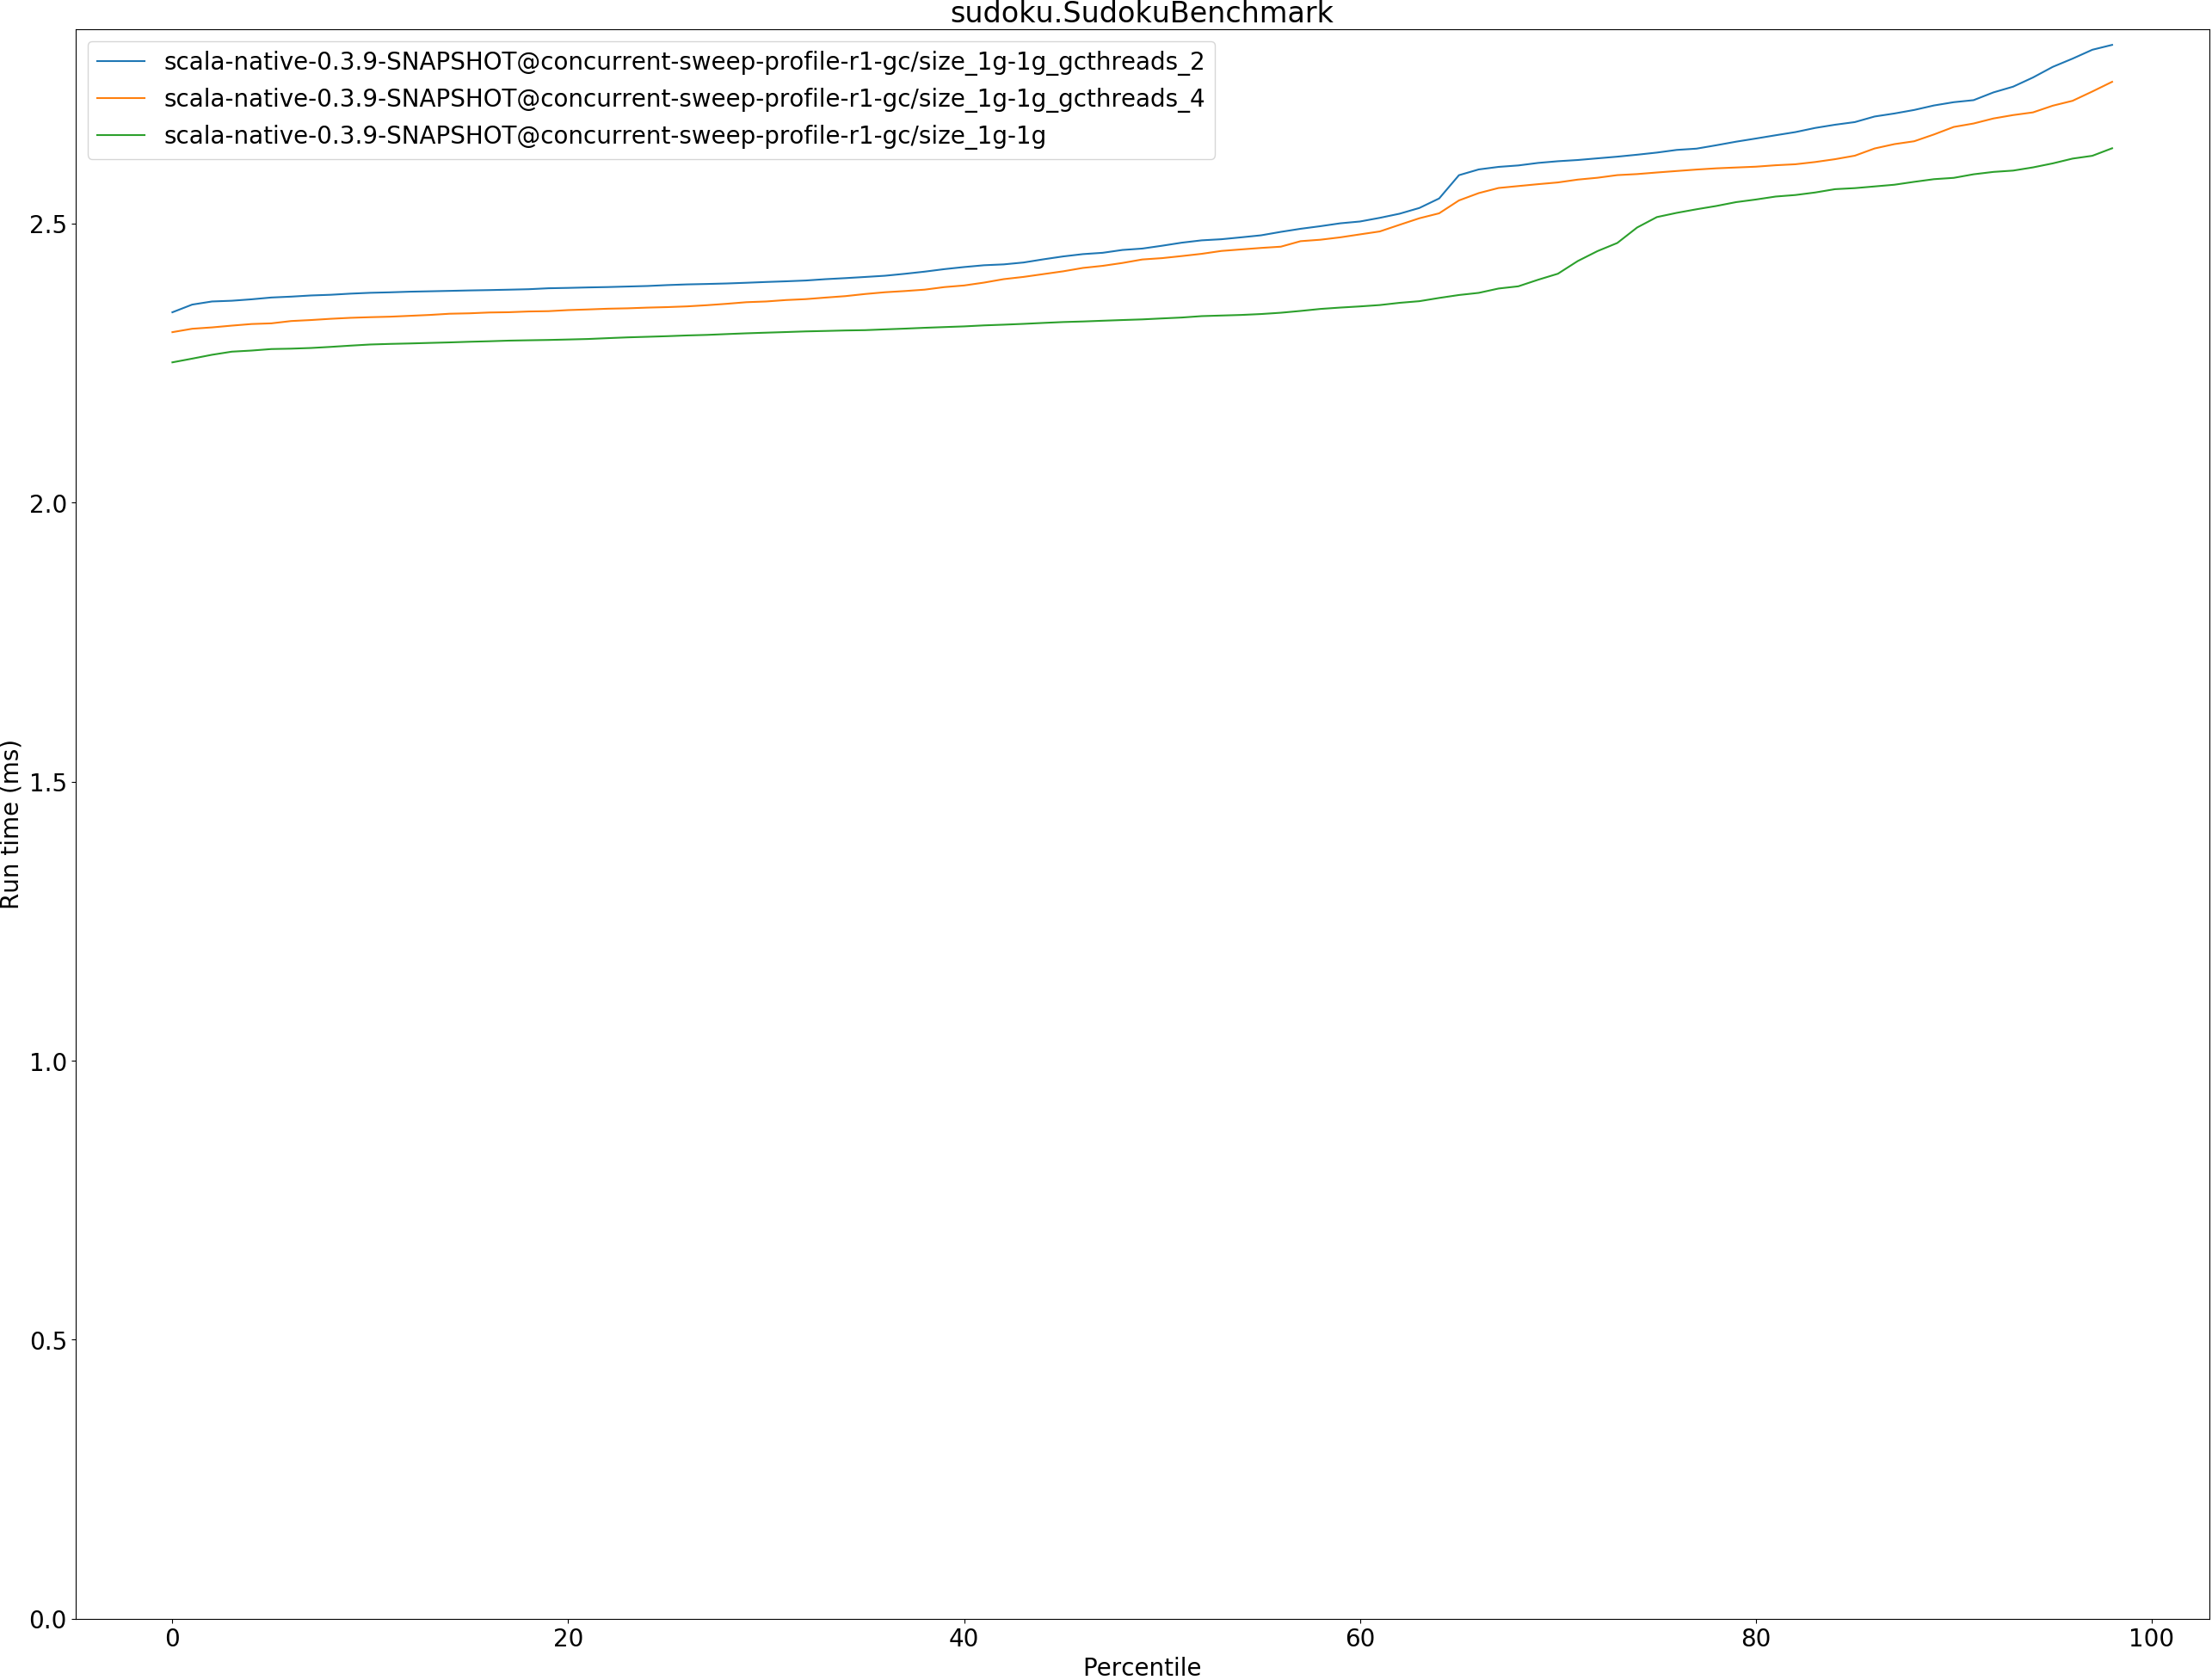 sudoku.SudokuBenchmark
scala-native-0.3.9-SNAPSHOT@concurrent-sweep-profile-r1-gc/size_1g-1g_gcthreads_2
scala-native-0.3.9-SNAPSHOT@concurrent-sweep-profile-r1-gc/size_1g-1g_gcthreads_4
scala-native-0.3.9-SNAPSHOT@concurrent-sweep-profile-r1-gc/size_1g-1g
2.5
2.0
1.5
1.0
0.5
0.0
Run time (ms)
0 20 40 60 80 100
Percentile